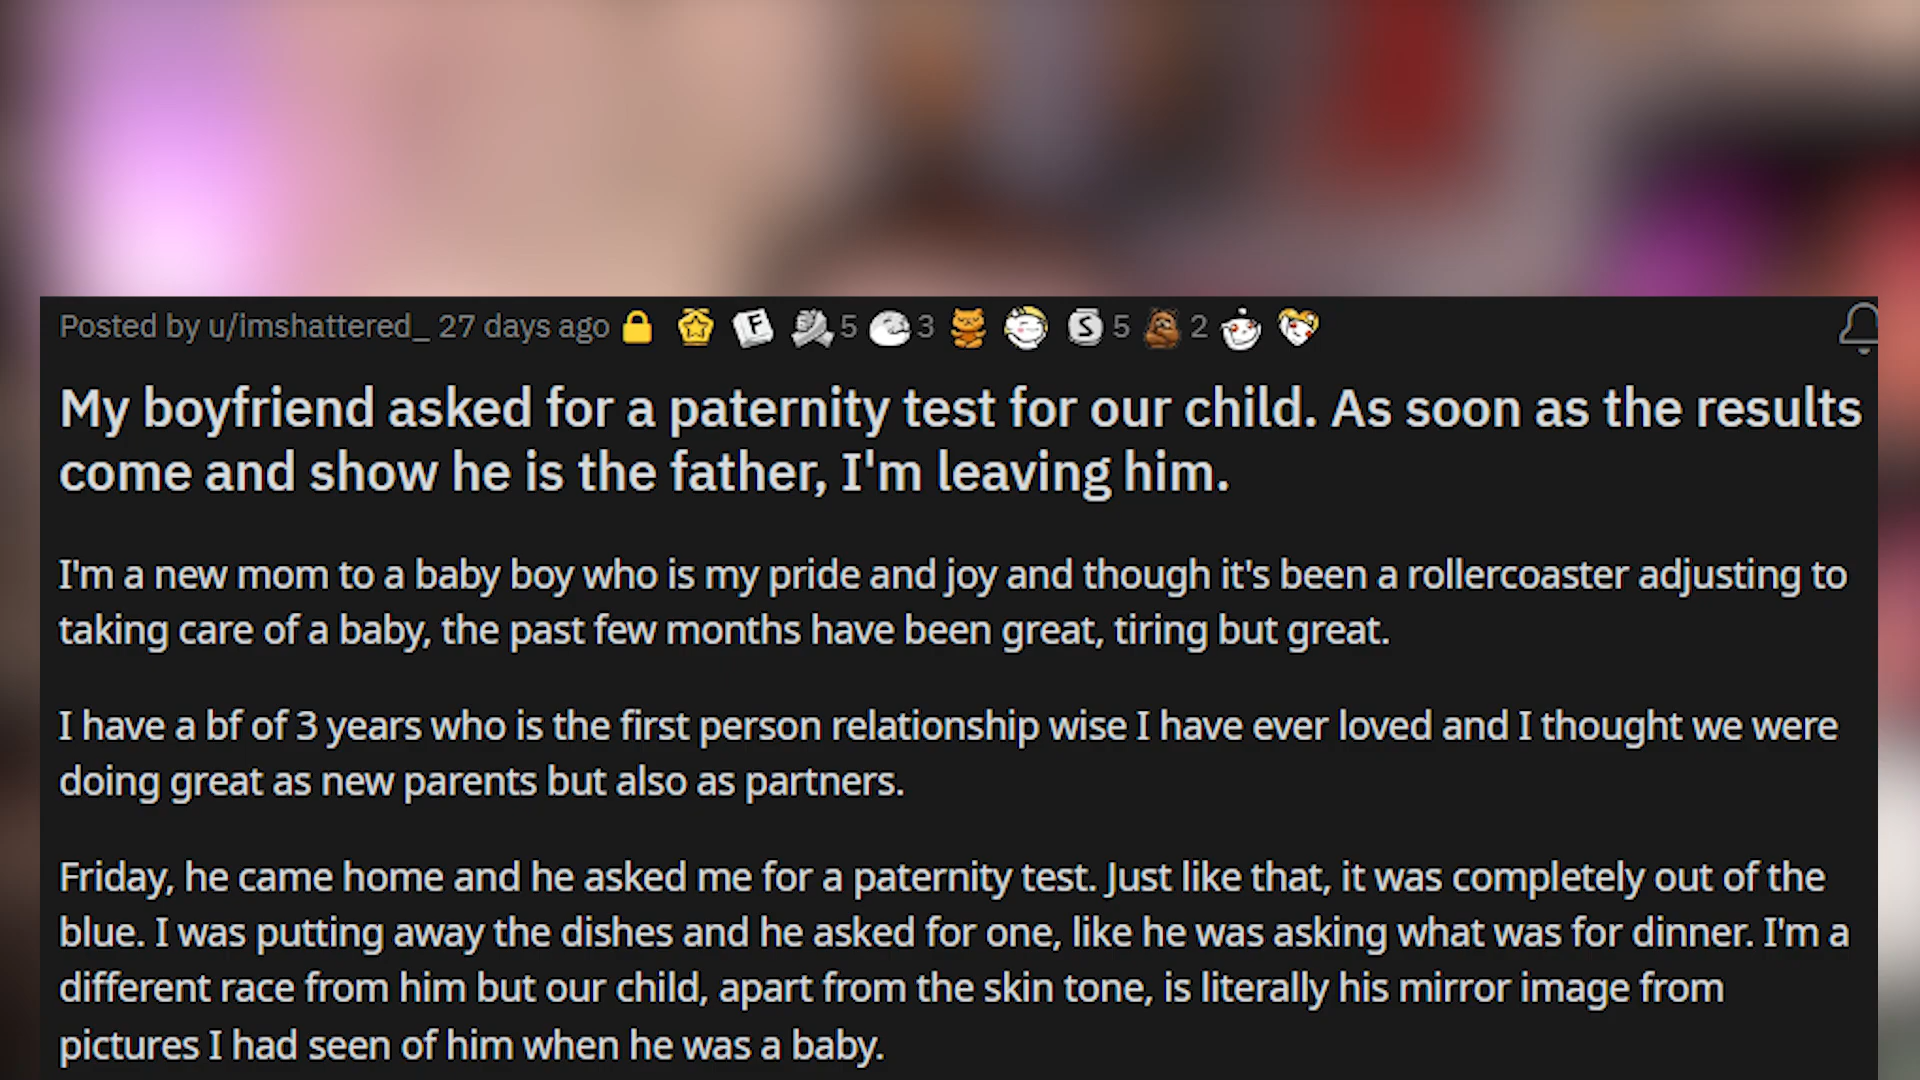 Posted by u/imshattered_ 27 days ago 5 3 5 2
My boyfriend asked for a paternity test for our child. As soon as the results
come and show he is the father, I'm leaving him.
I'm a new mom to a baby boy who is my pride and joy and though it's been a rollercoaster adjusting to
taking care of a baby, the past few months have been great, tiring but great.
I have a bf of 3 years who is the first person relationship wise I have ever loved and I thought we were
doing great as new parents but also as partners.
Friday, he came home and he asked me for a paternity test. Just like that, it was completely out of the
blue. I was putting away the dishes and he asked for one, like he was asking what was for dinner. I'm a
different race from him but our child, apart from the skin tone, is literally his mirror image from
pictures I had seen of him when he was a baby.